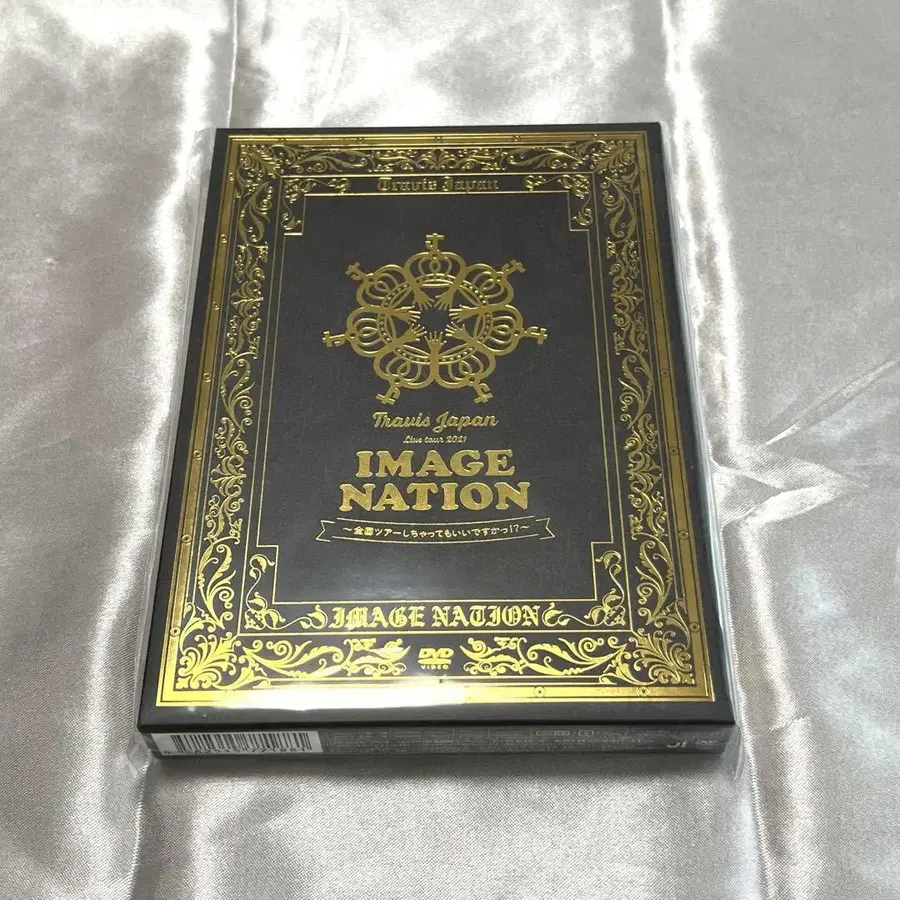 Travis Japan
Travis Japan
Live tour 2021
IMAGE
NATION
～全国ツアーしちゃってもいいですかっ!?～
IMAGE NATION
DVD
VIDEO